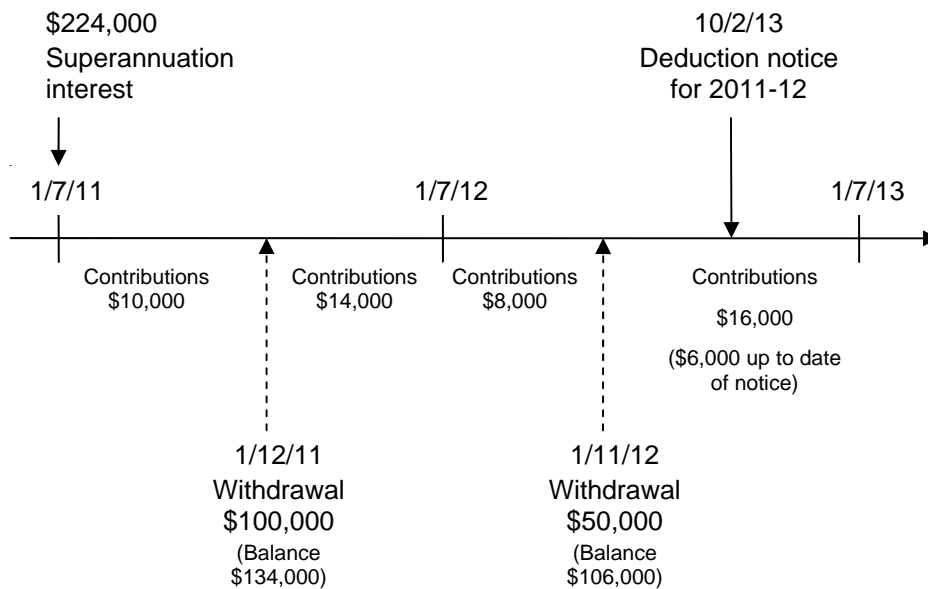 $224,000
Superannuation
interest
10/2/13
Deduction notice
for 2011-12
1/7/11
1/7/12
1/7/13
Contributions
$10,000
Contributions
$14,000
Contributions
$8,000
Contributions
$16,000
($6,000 up to date
of notice)
1/12/11
Withdrawal
$100,000
(Balance
$134,000)
1/11/12
Withdrawal
$50,000
(Balance
$106,000)